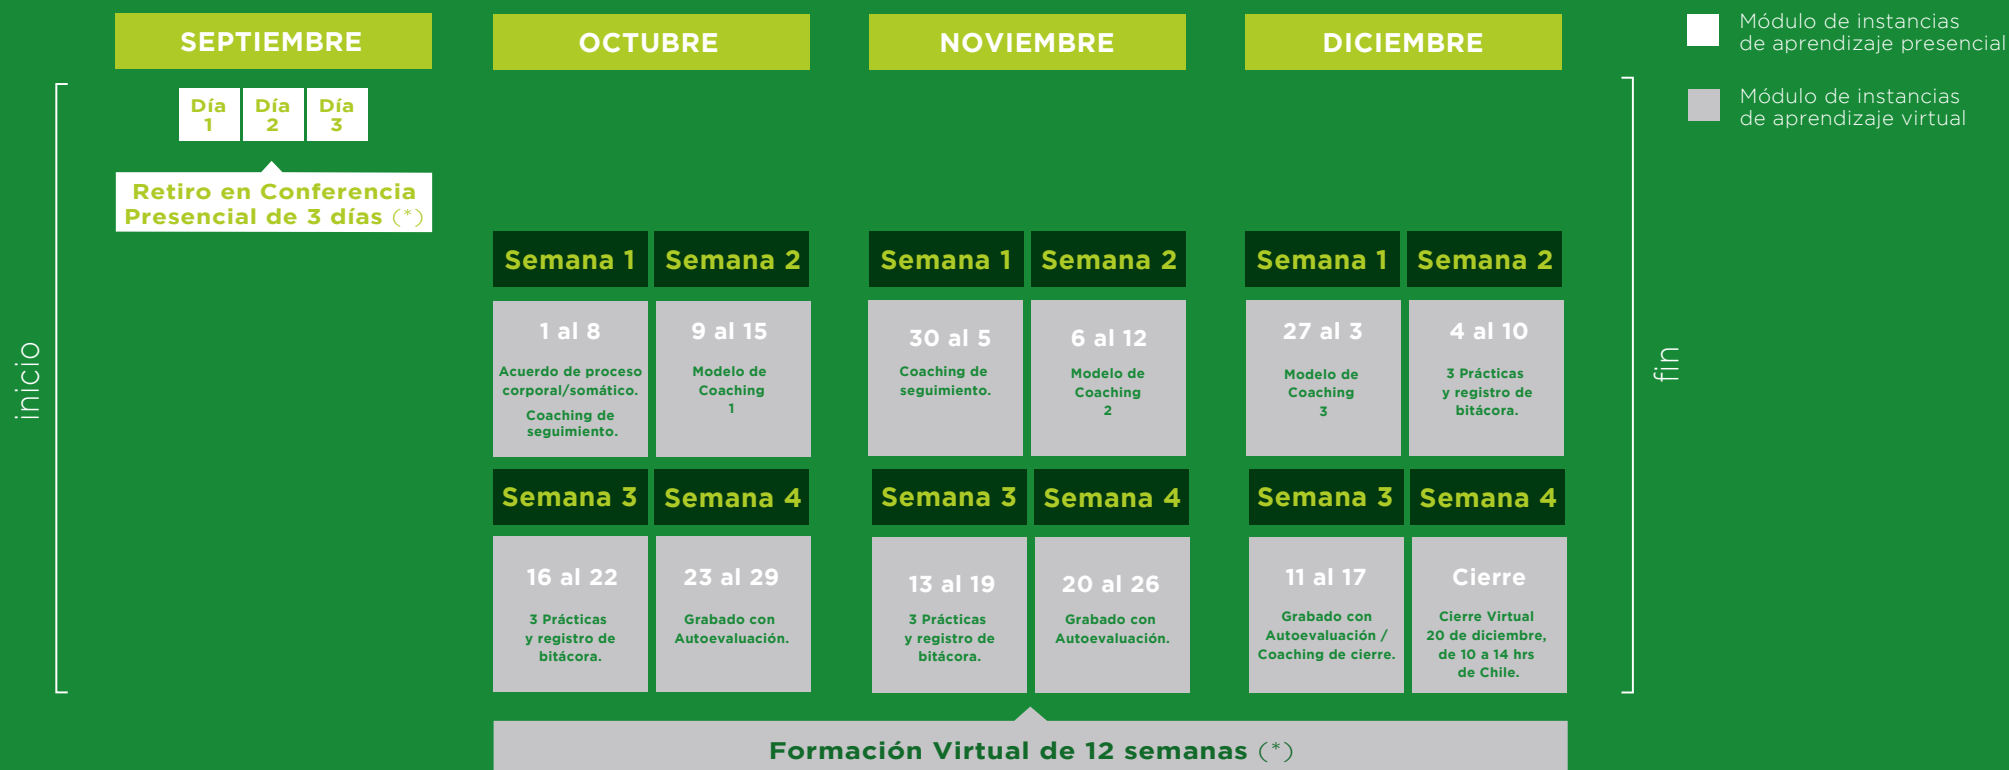 SEPTIEMBRE
OCTUBRE
NOVIEMBRE
DICIEMBRE
Módulo de instancias
de aprendizaje presencial
Módulo de instancias
de aprendizaje virtual
inicio
Día
1
Día
2
Día
3
Retiro en Conferencia
Presencial de 3 días (*)
Semana 1
Semana 2
1 al 8
Acuerdo de proceso
corporal/somático.
Coaching de
seguimiento.
9 al 15
Modelo de
Coaching
1
Semana 3
Semana 4
16 al 22
3 Prácticas
y registro de
bitácora.
23 al 29
Grabado con
Autoevaluación.
Semana 1
Semana 2
30 al 5
Coaching de
seguimiento.
6 al 12
Modelo de
Coaching
2
Semana 3
Semana 4
13 al 19
3 Prácticas
y registro de
bitácora.
20 al 26
Grabado con
Autoevaluación.
Semana 1
Semana 2
27 al 3
Modelo de
Coaching
3
4 al 10
3 Prácticas
y registro de
bitácora.
Semana 3
Semana 4
11 al 17
Grabado con
Autoevaluación /
Coaching de cierre.
Cierre
Cierre Virtual
20 de diciembre,
de 10 a 14 hrs
de Chile.
fin
Formación Virtual de 12 semanas (*)